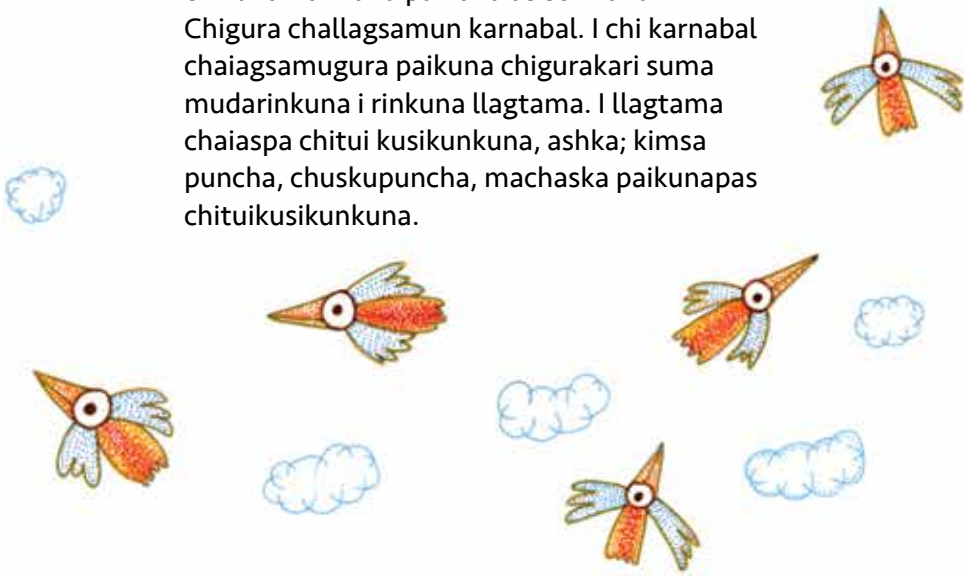 Chigura challagsamun karnabal. I chi karnabal
chaiagsamugura paikuna chigurakari suma
mudarinkuna i rinkuna llagtama. I llagtama
chaiaspa chitui kusikunkuna, ashka; kimsa
puncha, chuskupuncha, machaska paikunapas
chituikusikunkuna.